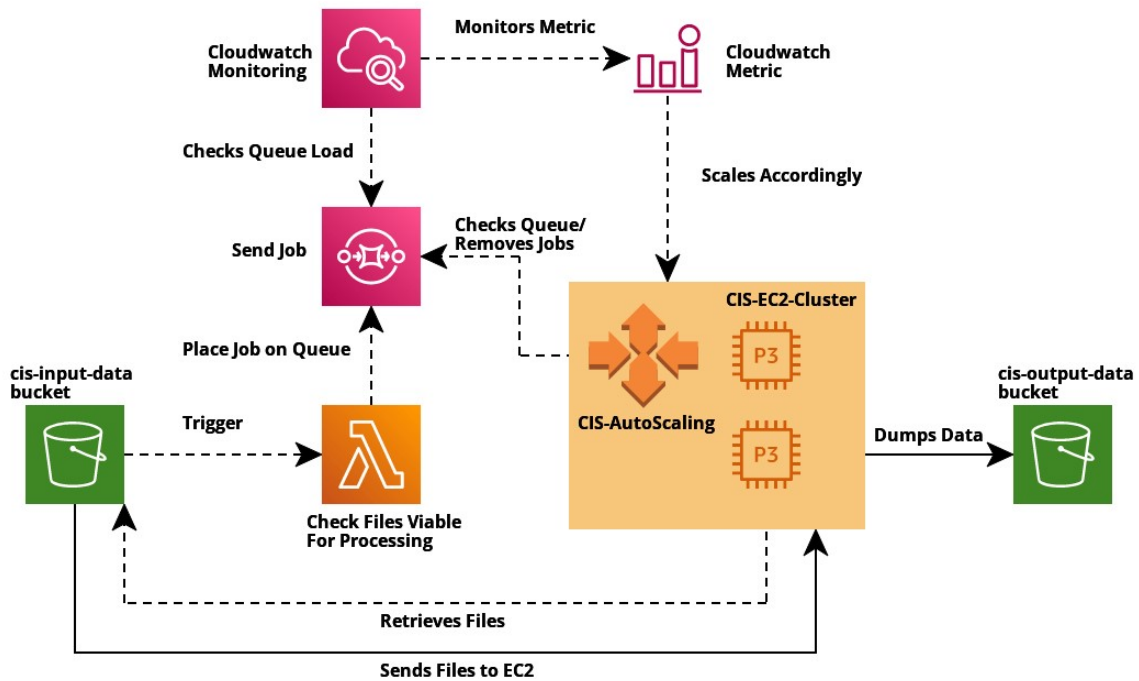 Monitors Metric
Cloudwatch
Monitoring
Cloudwatch
Metric
Checks Queue Load
Scales Accordingly
Send Job
Checks Queue/
Removes Jobs
CIS-EC2-Cluster
P3
Place Job on Queue
cis-input-data
bucket
cis-output-data
bucket
Trigger
CIS-AutoScaling
P3
Dumps Data
Check Files Viable
For Processing
Retrieves Files
Sends Files to EC2